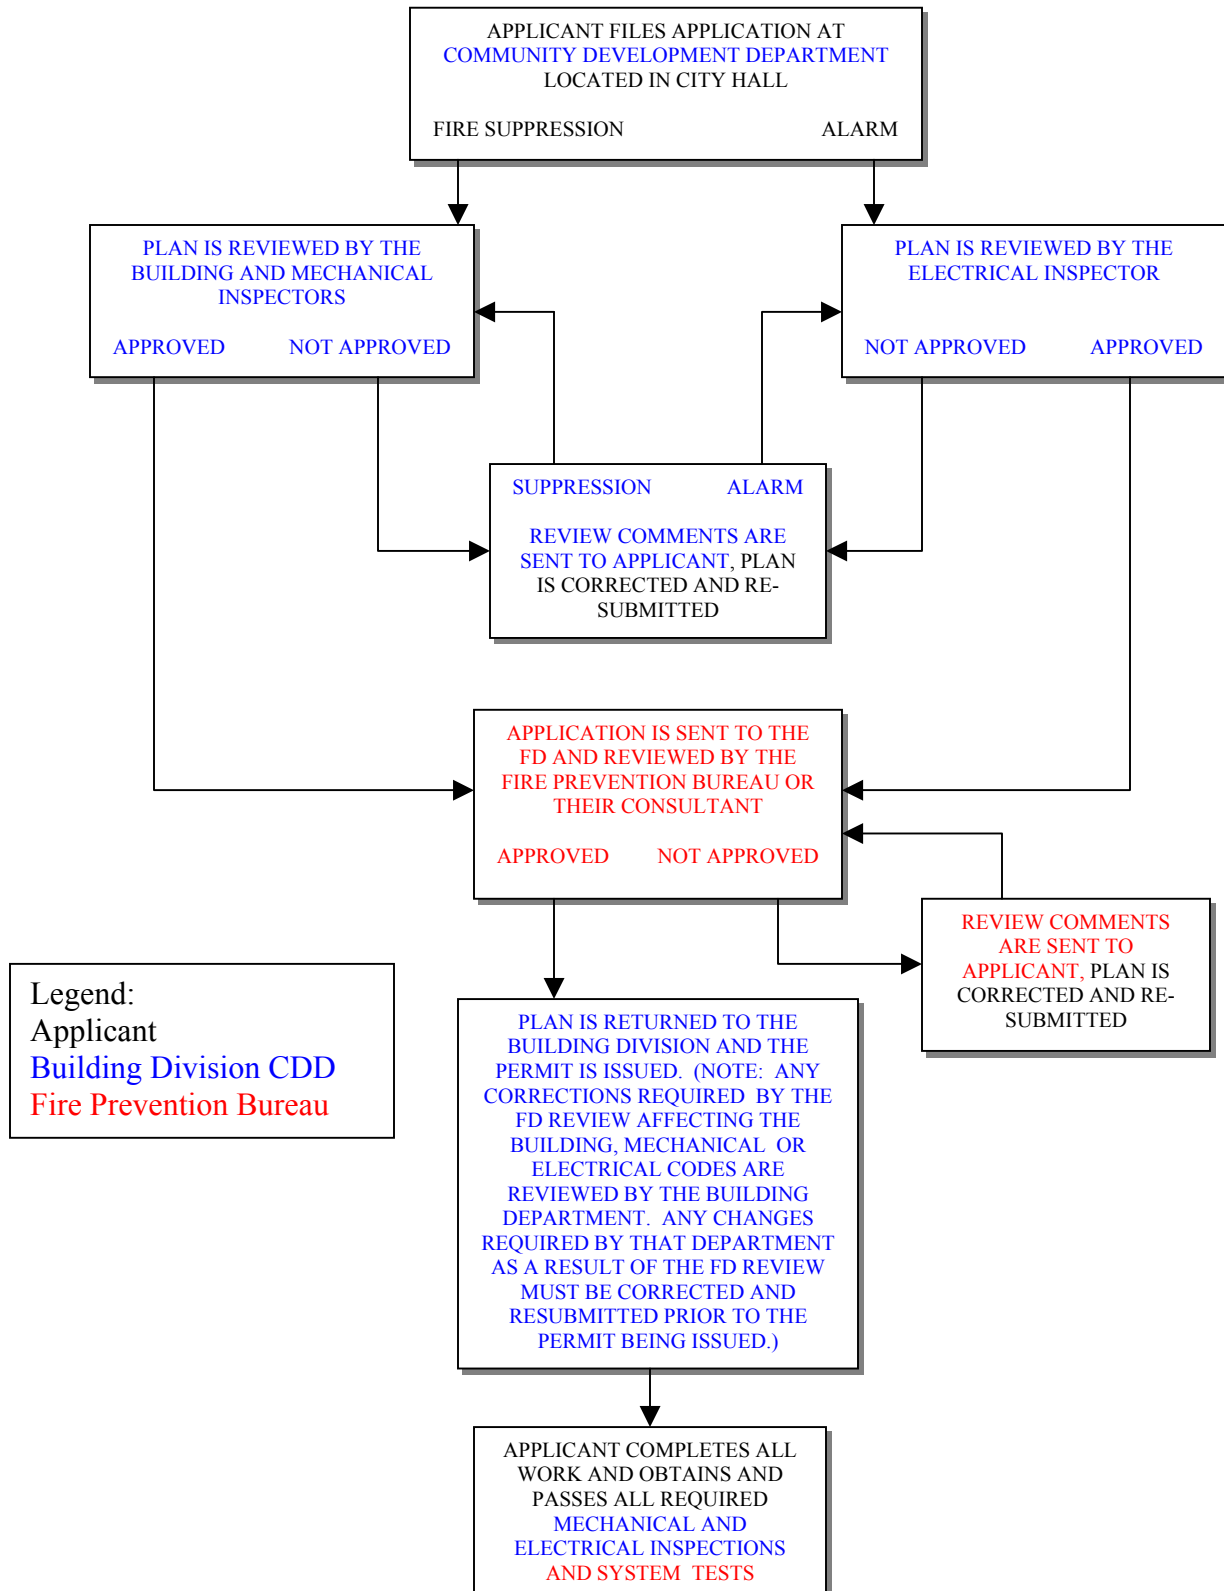 APPLICANT FILES APPLICATION AT
COMMUNITY DEVELOPMENT DEPARTMENT
LOCATED IN CITY HALL
FIRE SUPPRESSION ALARM
PLAN IS REVIEWED BY THE
BUILDING AND MECHANICAL
INSPECTORS
APPROVED NOT APPROVED
PLAN IS REVIEWED BY THE
ELECTRICAL INSPECTOR
NOT APPROVED APPROVED
SUPPRESSION ALARM
REVIEW COMMENTS ARE
SENT TO APPLICANT, PLAN
IS CORRECTED AND RE-
SUBMITTED
APPLICATION IS SENT TO THE
FD AND REVIEWED BY THE
FIRE PREVENTION BUREAU OR
THEIR CONSULTANT
APPROVED NOT APPROVED
REVIEW COMMENTS
ARE SENT TO
APPLICANT, PLAN IS
CORRECTED AND RE-
SUBMITTED
Legend:
Applicant
Building Division CDD
Fire Prevention Bureau
PLAN IS RETURNED TO THE
BUILDING DIVISION AND THE
PERMIT IS ISSUED. (NOTE: ANY
CORRECTIONS REQUIRED BY THE
FD REVIEW AFFECTING THE
BUILDING, MECHANICAL OR
ELECTRICAL CODES ARE
REVIEWED BY THE BUILDING
DEPARTMENT. ANY CHANGES
REQUIRED BY THAT DEPARTMENT
AS A RESULT OF THE FD REVIEW
MUST BE CORRECTED AND
RESUBMITTED PRIOR TO THE
PERMIT BEING ISSUED.)
APPLICANT COMPLETES ALL
WORK AND OBTAINS AND
PASSES ALL REQUIRED
MECHANICAL AND
ELECTRICAL INSPECTIONS
AND SYSTEM TESTS